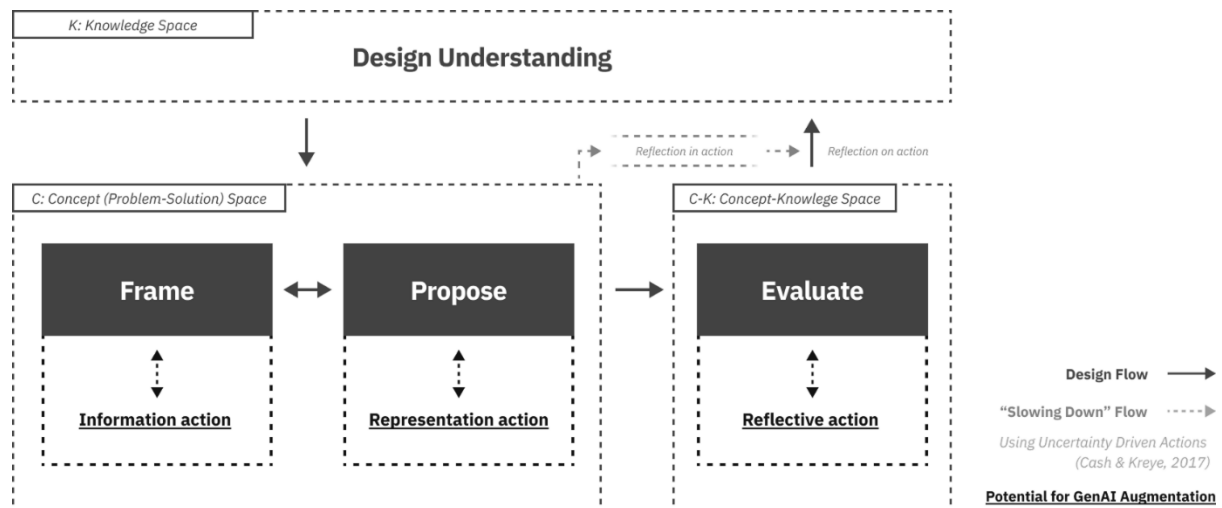 K: Knowledge Space
Design Understanding
Reflection in action
Reflection on action
C: Concept (Problem-Solution) Space
C-K: Concept-Knowlege Space
Frame
Propose
Evaluate
Information action
Representation action
Reflective action
Design Flow
“Slowing Down” Flow
Using Uncertainty Driven Actions
(Cash & Kreye, 2017)
Potential for GenAI Augmentation